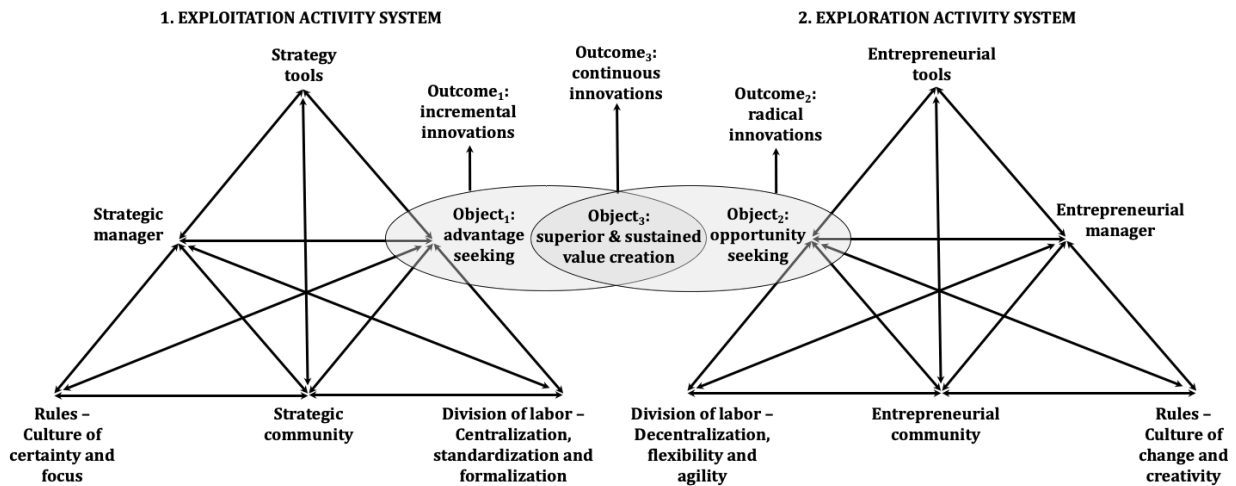 1. EXPLOITATION ACTIVITY SYSTEM
2. EXPLORATION ACTIVITY SYSTEM
Strategy
tools
Outcome₁:
incremental
innovations
Outcome₃:
continuous
innovations
Outcome₂:
radical
innovations
Entrepreneurial
tools
Strategic
manager
Object₁:
advantage
seeking
Object₃:
superior & sustained
value creation
Object₂:
opportunity
seeking
Entrepreneurial
manager
Rules –
Culture of
certainty and
focus
Strategic
community
Division of labor –
Centralization,
standardization and
formalization
Division of labor –
Decentralization,
flexibility and
agility
Entrepreneurial
community
Rules –
Culture of
change and
creativity